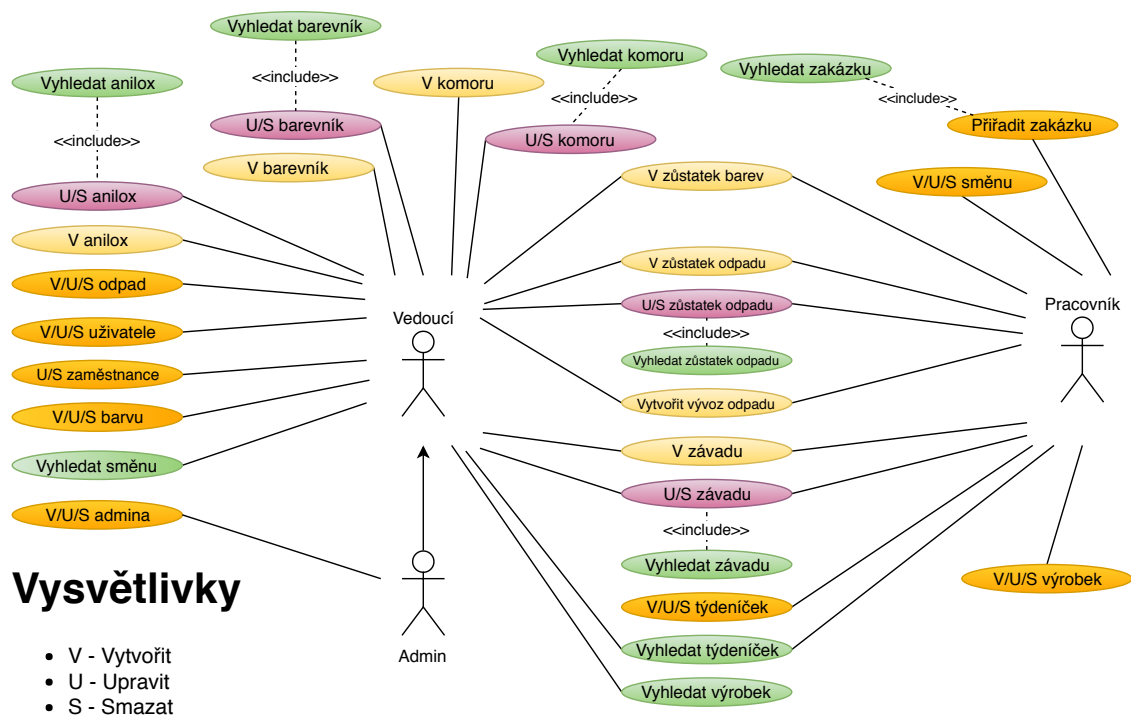 Vyhledat barevník
Vyhledat anilox
<<include>>
V komoru
Vyhledat komoru
<<include>>
Vyhledat zakázku
<<include>>
<<include>>
U/S barevník
U/S komoru
Přiřadit zakázku
V barevník
V zůstatek barev
V/U/S směnu
U/S anilox
V anilox
V/U/S odpad
V/U/S uživatele
U/S zaměstnance
V/U/S barvu
Vyhledat směnu
V/U/S admina
Vedoucí
Admin
V zůstatek odpadu
U/S zůstatek odpadu
<<include>>
Vyhledat zůstatek odpadu
Vytvořit vývoz odpadu
V závadu
U/S závadu
<<include>>
Vyhledat závadu
V/U/S týdeníček
Vyhledat týdeníček
Vyhledat výrobek
Pracovník
V/U/S výrobek
Vysvětlivky
• V - Vytvořit
• U - Upravit
• S - Smazat